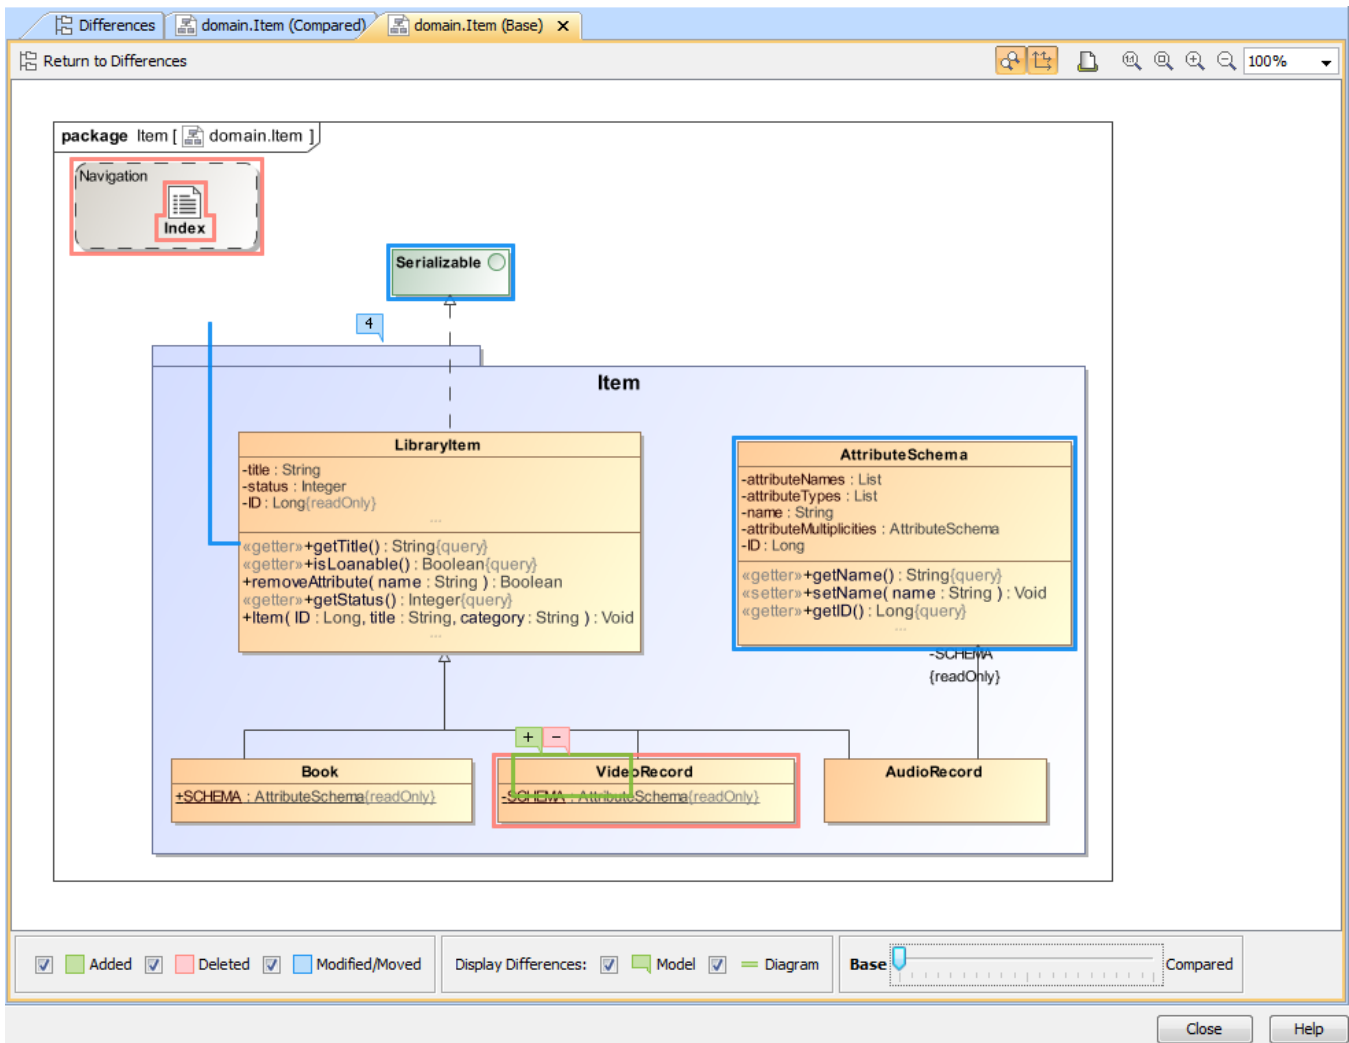 Differences
domain.Item (Compared)
domain.Item (Base)
Return to Differences
100%
package Item [ domain.Item ]
Navigation
Index
Serializable
4
Item
LibraryItem
-title : String
-status : Integer
-ID : Long{readOnly}
...
«getter»+getTitle() : String{query}
«getter»+isLoanable() : Boolean{query}
+removeAttribute( name : String ) : Boolean
«getter»+getStatus() : Integer{query}
+Item( ID : Long, title : String, category : String ) : Void
...
AttributeSchema
-attributeNames : List
-attributeTypes : List
-name : String
-attributeMultiplicities : AttributeSchema
-ID : Long
«getter»+getName() : String{query}
«setter»+setName( name : String ) : Void
«getter»+getID() : Long{query}
...
-SCHEMA
{readOnly}
+ −
Book
+SCHEMA : AttributeSchema{readOnly}
VideoRecord
-SCHEMA : AttributeSchema{readOnly}
AudioRecord
Added Deleted Modified/Moved
Display Differences: Model Diagram
Base Compared
Close
Help